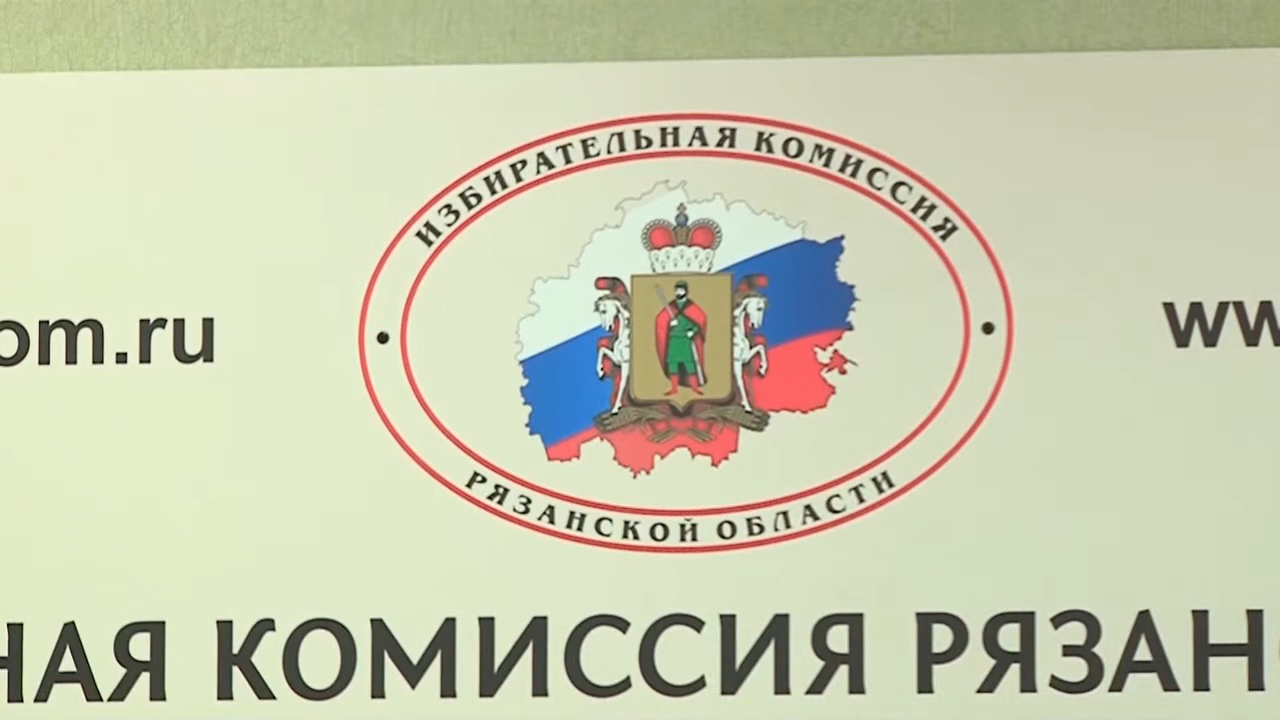 ИЗБИРАТЕЛЬНАЯ КОМИССИЯ
om.ru
ww
РЯЗАНСКОЙ ОБЛАСТИ
НАЯ КОМИССИЯ РЯЗАН